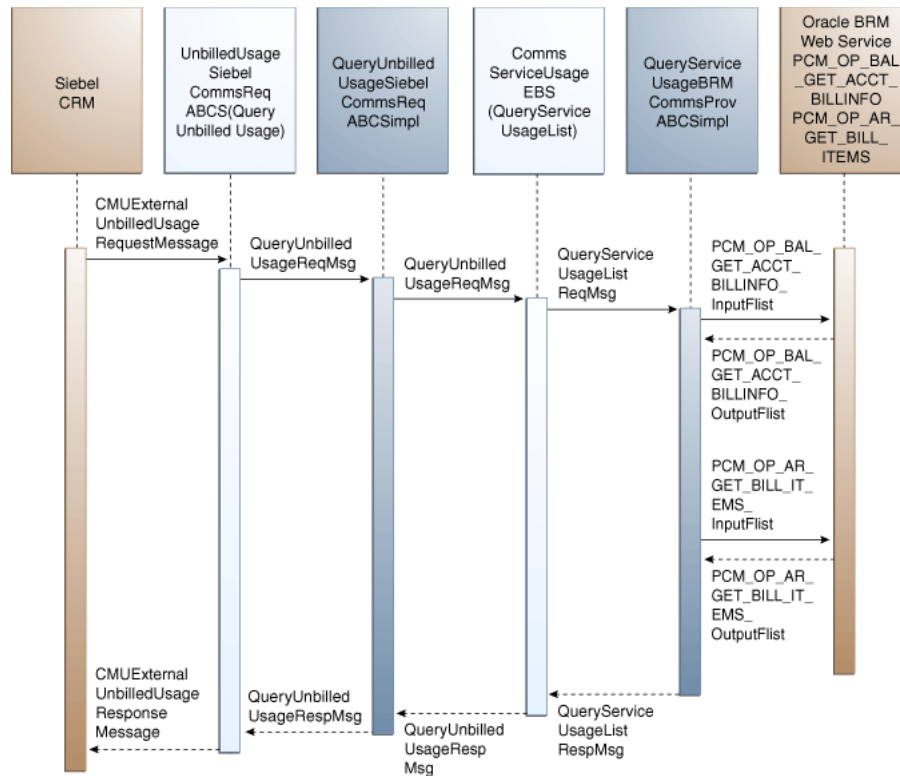 Siebel
CRM
UnbilledUsage
Siebel
CommsReq
ABCS(Query
Unbilled Usage)
QueryUnbilled
UsageSiebel
CommsReq
ABCSImpl
Comms
ServiceUsage
EBS
(QueryService
UsageList)
QueryService
UsageBRM
CommsProv
ABCSImpl
Oracle BRM
Web Service
PCM_OP_BAL
_GET_ACCT_
BILLINFO
PCM_OP_AR_
GET_BILL_
ITEMS
CMUExternal
UnbilledUsage
RequestMessage
QueryUnbilled
UsageReqMsg
QueryUnbilled
UsageReqMsg
QueryService
UsageList
ReqMsg
PCM_OP_BAL_
GET_ACCT_
BILLINFO_
InputFlist
PCM_OP_BAL_
GET_ACCT_
BILLINFO_
OutputFlist
PCM_OP_AR_
GET_BILL_IT_
EMS_
InputFlist
PCM_OP_AR_
GET_BILL_IT_
EMS_
OutputFlist
CMUExternal
UnbilledUsage
Response
Message
QueryUnbilled
UsageRespMsg
QueryUnbilled
UsageResp
Msg
QueryService
UsageList
RespMsg